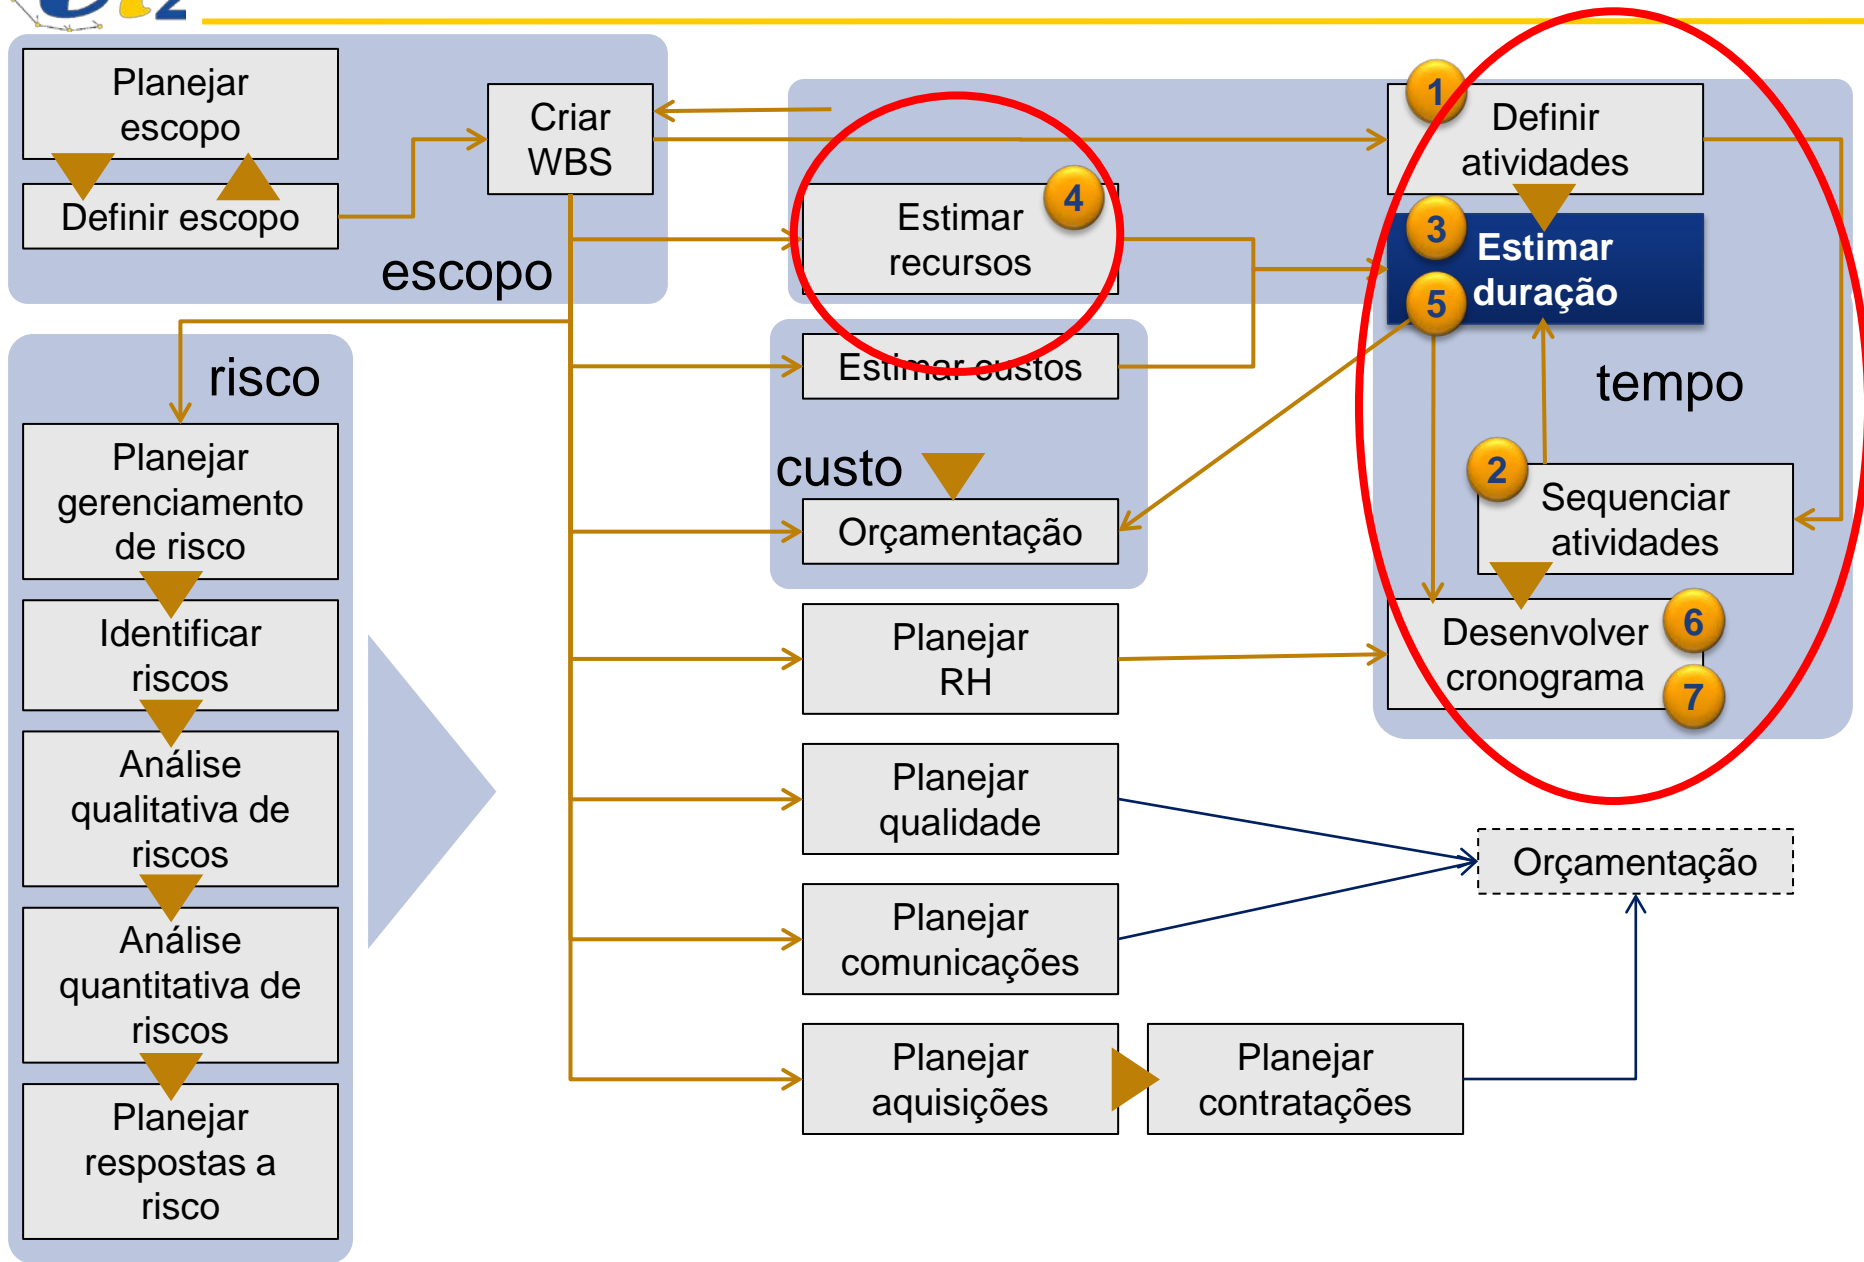 Planejar
escopo
Definir escopo
escopo
Criar
WBS
1
Definir
atividades
4
Estimar
recursos
3
Estimar
5
duração
tempo
Estimar custos
custo
Orçamentação
2
Sequenciar
atividades
Desenvolver
cronograma
6
7
risco
Planejar
gerenciamento
de risco
Identificar
riscos
Análise
qualitativa de
riscos
Análise
quantitativa de
riscos
Planejar
respostas a
risco
Planejar
RH
Planejar
qualidade
Planejar
comunicações
Orçamentação
Planejar
aquisições
Planejar
contratações